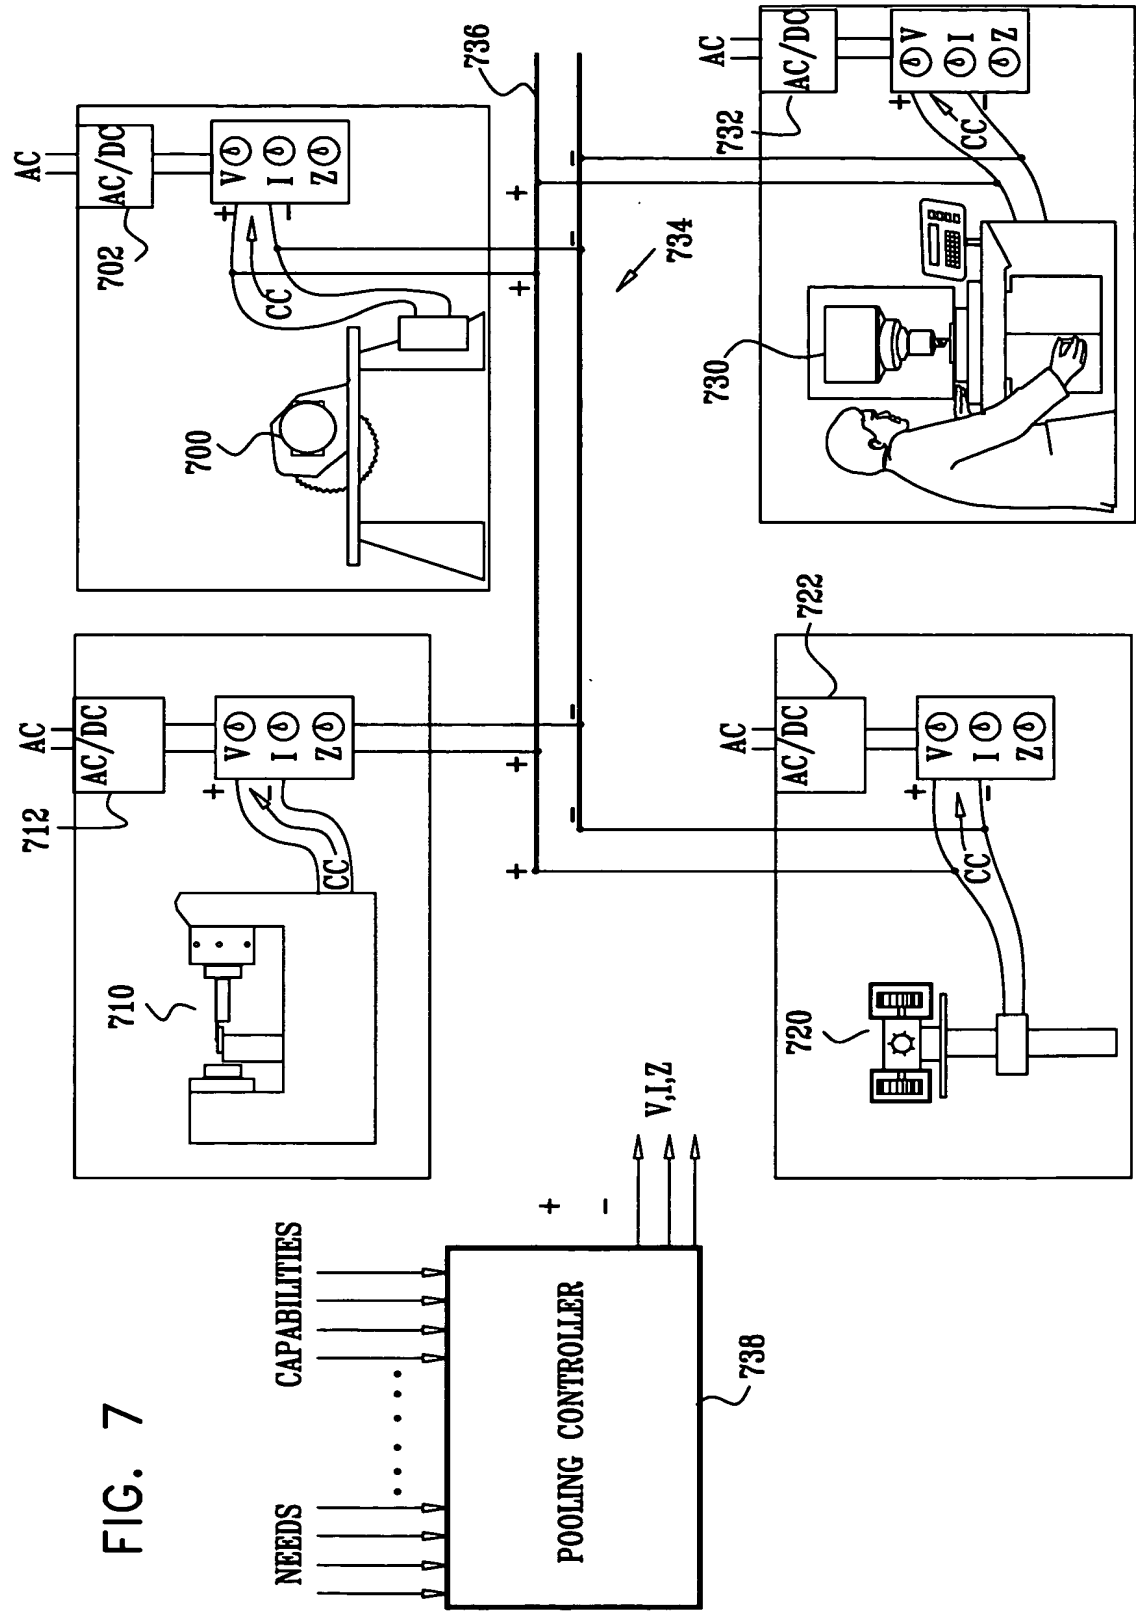 FIG. 7
NEEDS
CAPABILITIES
POOLING CONTROLLER
738
+
-
V,I,Z
710
712
AC
AC/DC
V
I
Z
+
-
CC
+
-
700
702
AC
AC/DC
V
I
Z
+
-
CC
+
-
736
734
720
722
AC
AC/DC
V
I
Z
+
-
CC
+
-
730
732
AC
AC/DC
V
I
Z
+
-
CC
+
-